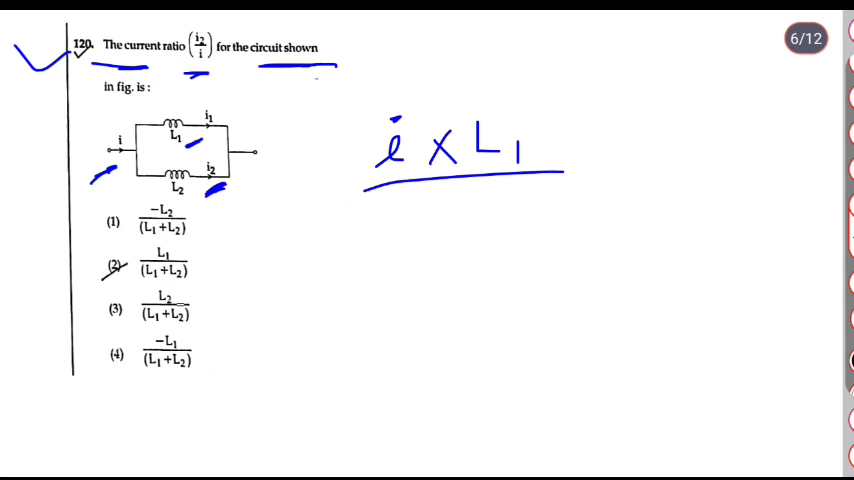 6/12
120. The current ratio (i₂/i) for the circuit shown
in fig. is :
i₁
L₁
i
i₂
L₂
(1) -L₂/(L₁+L₂)
(2) L₁/(L₁+L₂)
(3) L₂/(L₁+L₂)
(4) -L₁/(L₁+L₂)
i × L₁